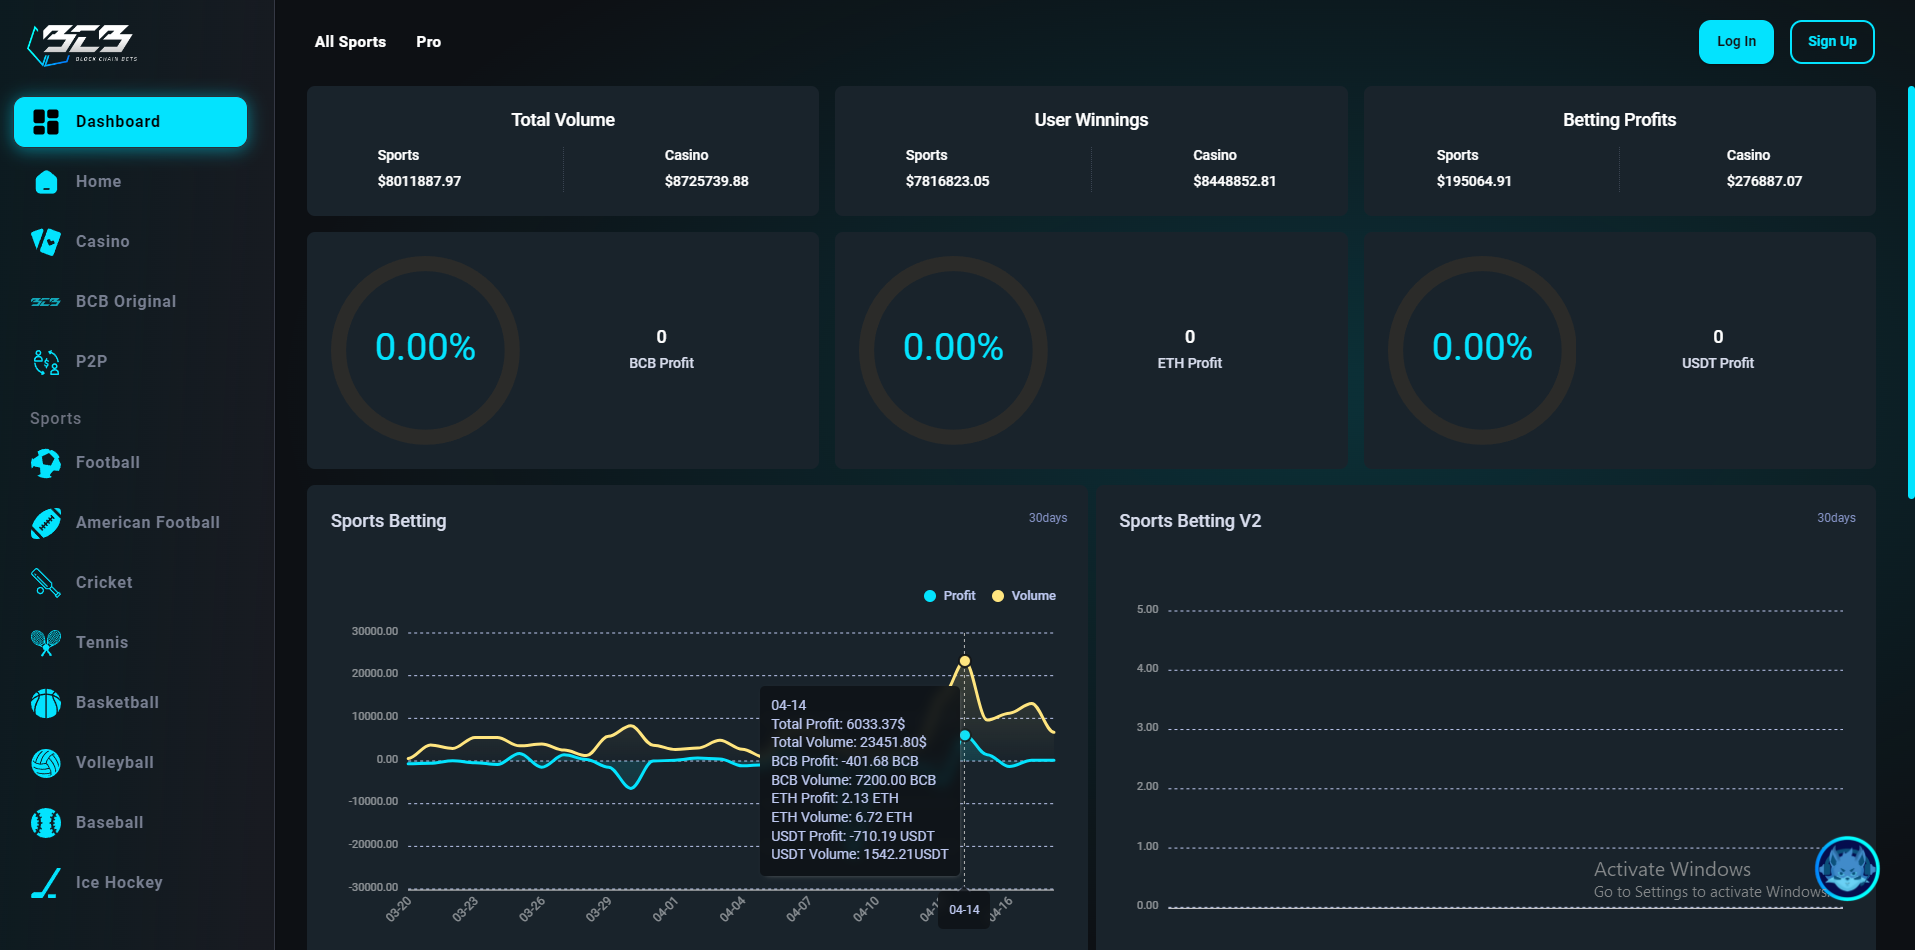 BCB
BLOCK CHAIN BETS
All Sports
Pro
Log In
Sign Up
Dashboard
Home
Casino
BCB Original
P2P
Sports
Football
American Football
Cricket
Tennis
Basketball
Volleyball
Baseball
Ice Hockey
Total Volume
Sports
Casino
$8011887.97
$8725739.88
User Winnings
Sports
Casino
$7816823.05
$8448852.81
Betting Profits
Sports
Casino
$195064.91
$276887.07
0.00%
0
BCB Profit
0.00%
0
ETH Profit
0.00%
0
USDT Profit
Sports Betting
30days
Profit
Volume
30000.00
20000.00
10000.00
0.00
-10000.00
-20000.00
-30000.00
04-14
Total Profit: 6033.37$
Total Volume: 23451.80$
BCB Profit: -401.68 BCB
BCB Volume: 7200.00 BCB
ETH Profit: 2.13 ETH
ETH Volume: 6.72 ETH
USDT Profit: -710.19 USDT
USDT Volume: 1542.21USDT
03-20
03-23
03-26
03-29
04-01
04-04
04-07
04-10
04-14
04-16
Sports Betting V2
30days
5.00
4.00
3.00
2.00
1.00
0.00
Activate Windows
Go to Settings to activate Windows.